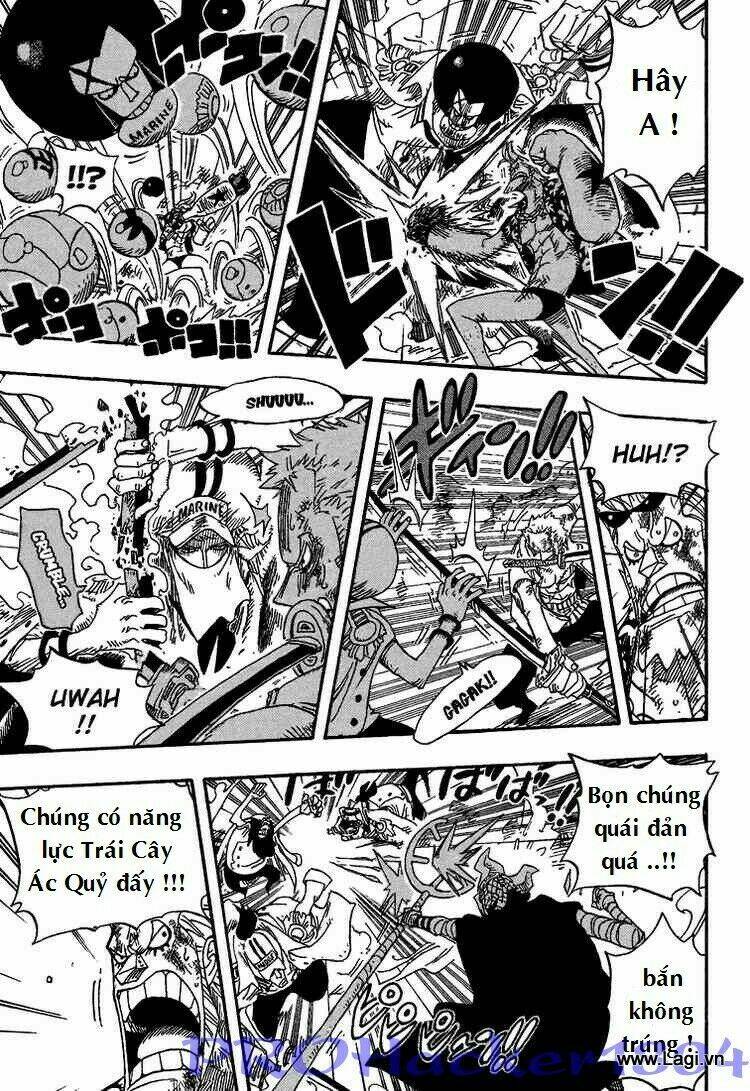 Hây
A !
ド
!!
ポコン!!
MARINE
!!?
ポコポコ!!
HUH!?
ギィィン!!
GAGAK!!
SHUUUU...
MARINE
CRUMBLE..
UWAH
!!
Bọn chúng
quái đản
quá ..!!
bắn
không
trúng !
Chúng có năng
lực Trái Cây
Ác Quỷ đấy !!!
PROHacker1884
www.Lagi.vn